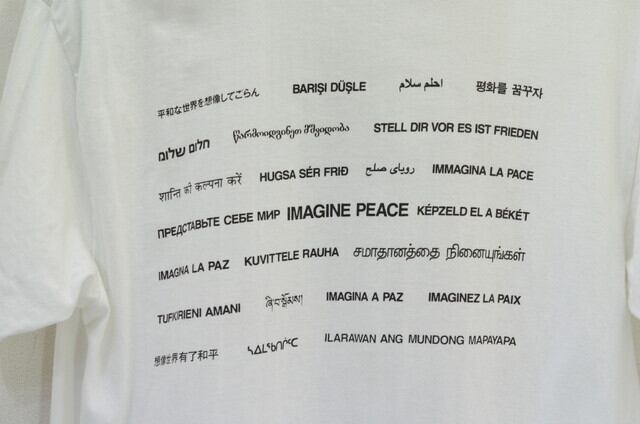 平和な世界を想像してごらん BARIŞI DÜŞLE احلم سلام 평화를 꿈꾸자
חלום שלום წარმოიდგინეთ მშვიდობა STELL DIR VOR ES IST FRIEDEN
शान्ति की कल्पना करें HUGSA SÉR FRIÐ رویای صلح IMMAGINA LA PACE
ПРЕДСТАВЬТЕ СЕБЕ МИР IMAGINE PEACE KÉPZELD EL A BÉKÉT
IMAGNA LA PAZ KUVITTELE RAUHA சமாதானத்தை நினையுங்கள்
TUFKIRIENI AMANI ཞི་བ་སྒོམས། IMAGINA A PAZ IMAGINEZ LA PAIX
想像世界有了和平 ᓴᐃᒪᖃᑎᒌᑦ ILARAWAN ANG MUNDONG MAPAYAPA